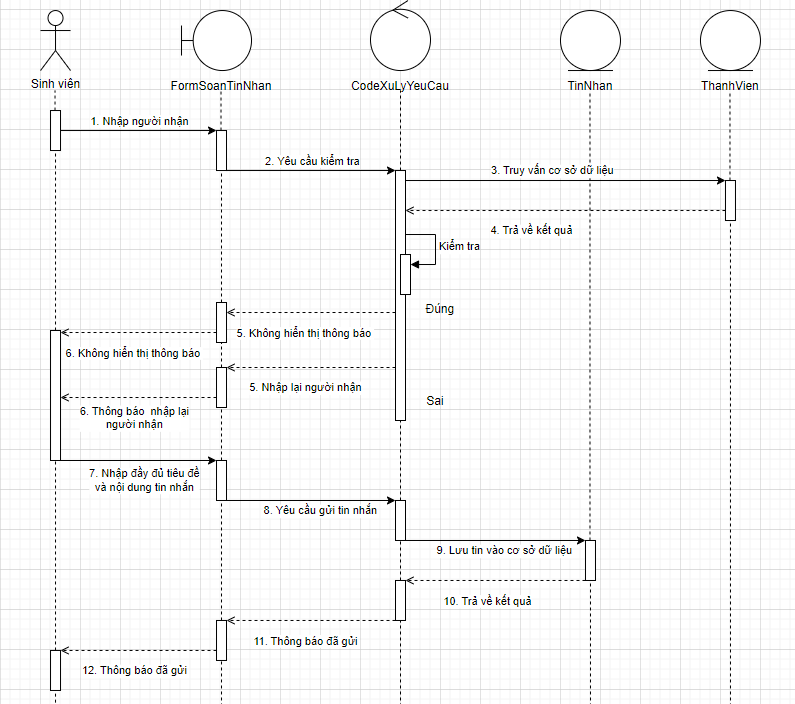 Sinh viên
FormSoanTinNhan
CodeXuLyYeuCau
TinNhan
ThanhVien
1. Nhập người nhận
2. Yêu cầu kiểm tra
3. Truy vấn cơ sở dữ liệu
4. Trả về kết quả
Kiểm tra
Đúng
5. Không hiển thị thông báo
6. Không hiển thị thông báo
5. Nhập lại người nhận
Sai
6. Thông báo nhập lại
người nhận
7. Nhập đầy đủ tiêu đề
và nội dung tin nhắn
8. Yêu cầu gửi tin nhắn
9. Lưu tin vào cơ sở dữ liệu
10. Trả về kết quả
11. Thông báo đã gửi
12. Thông báo đã gửi